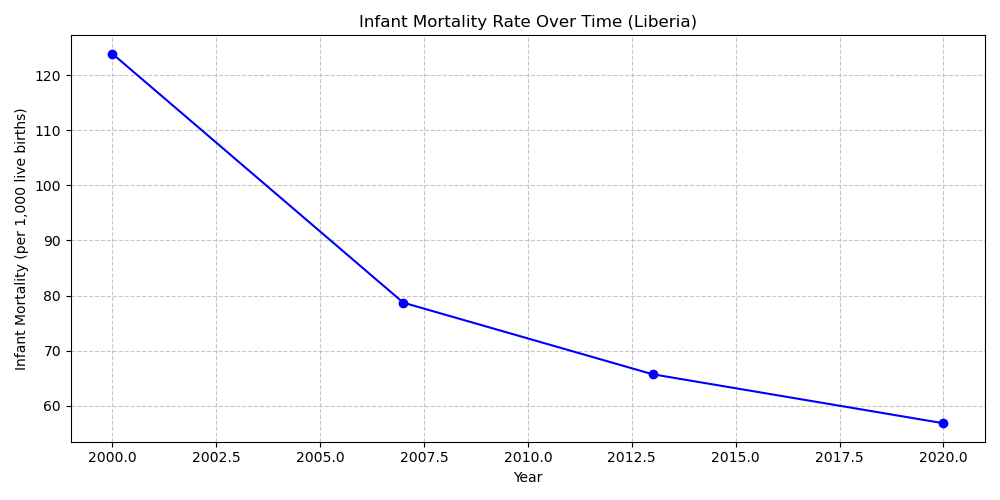 Infant Mortality Rate Over Time (Liberia)
Infant Mortality (per 1,000 live births)
120
110
100
90
80
70
60
2000.0 2002.5 2005.0 2007.5 2010.0 2012.5 2015.0 2017.5 2020.0
Year